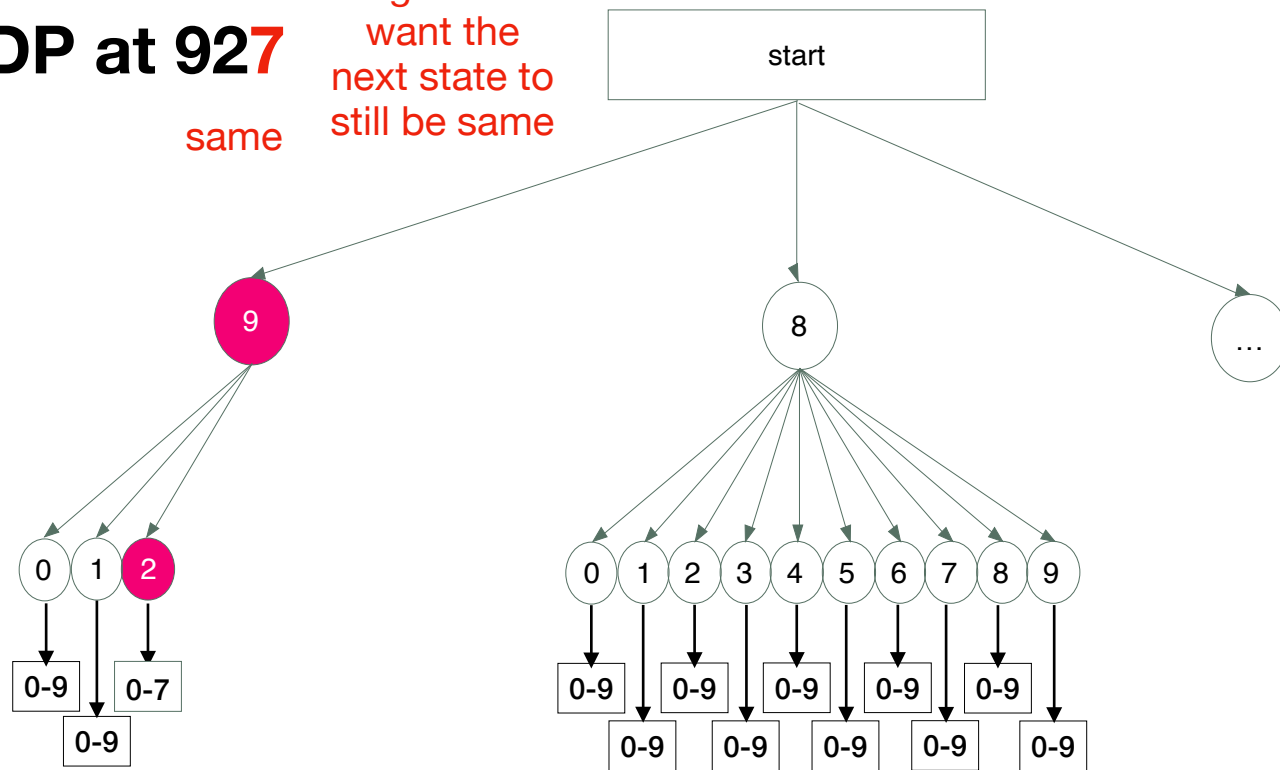 DP at 927
same
want the
next state to
still be same
start
9
8
...
0 1 2
0 1 2 3 4 5 6 7 8 9
0-9 0-7
0-9
0-9 0-9 0-9 0-9 0-9
0-9 0-9 0-9 0-9 0-9